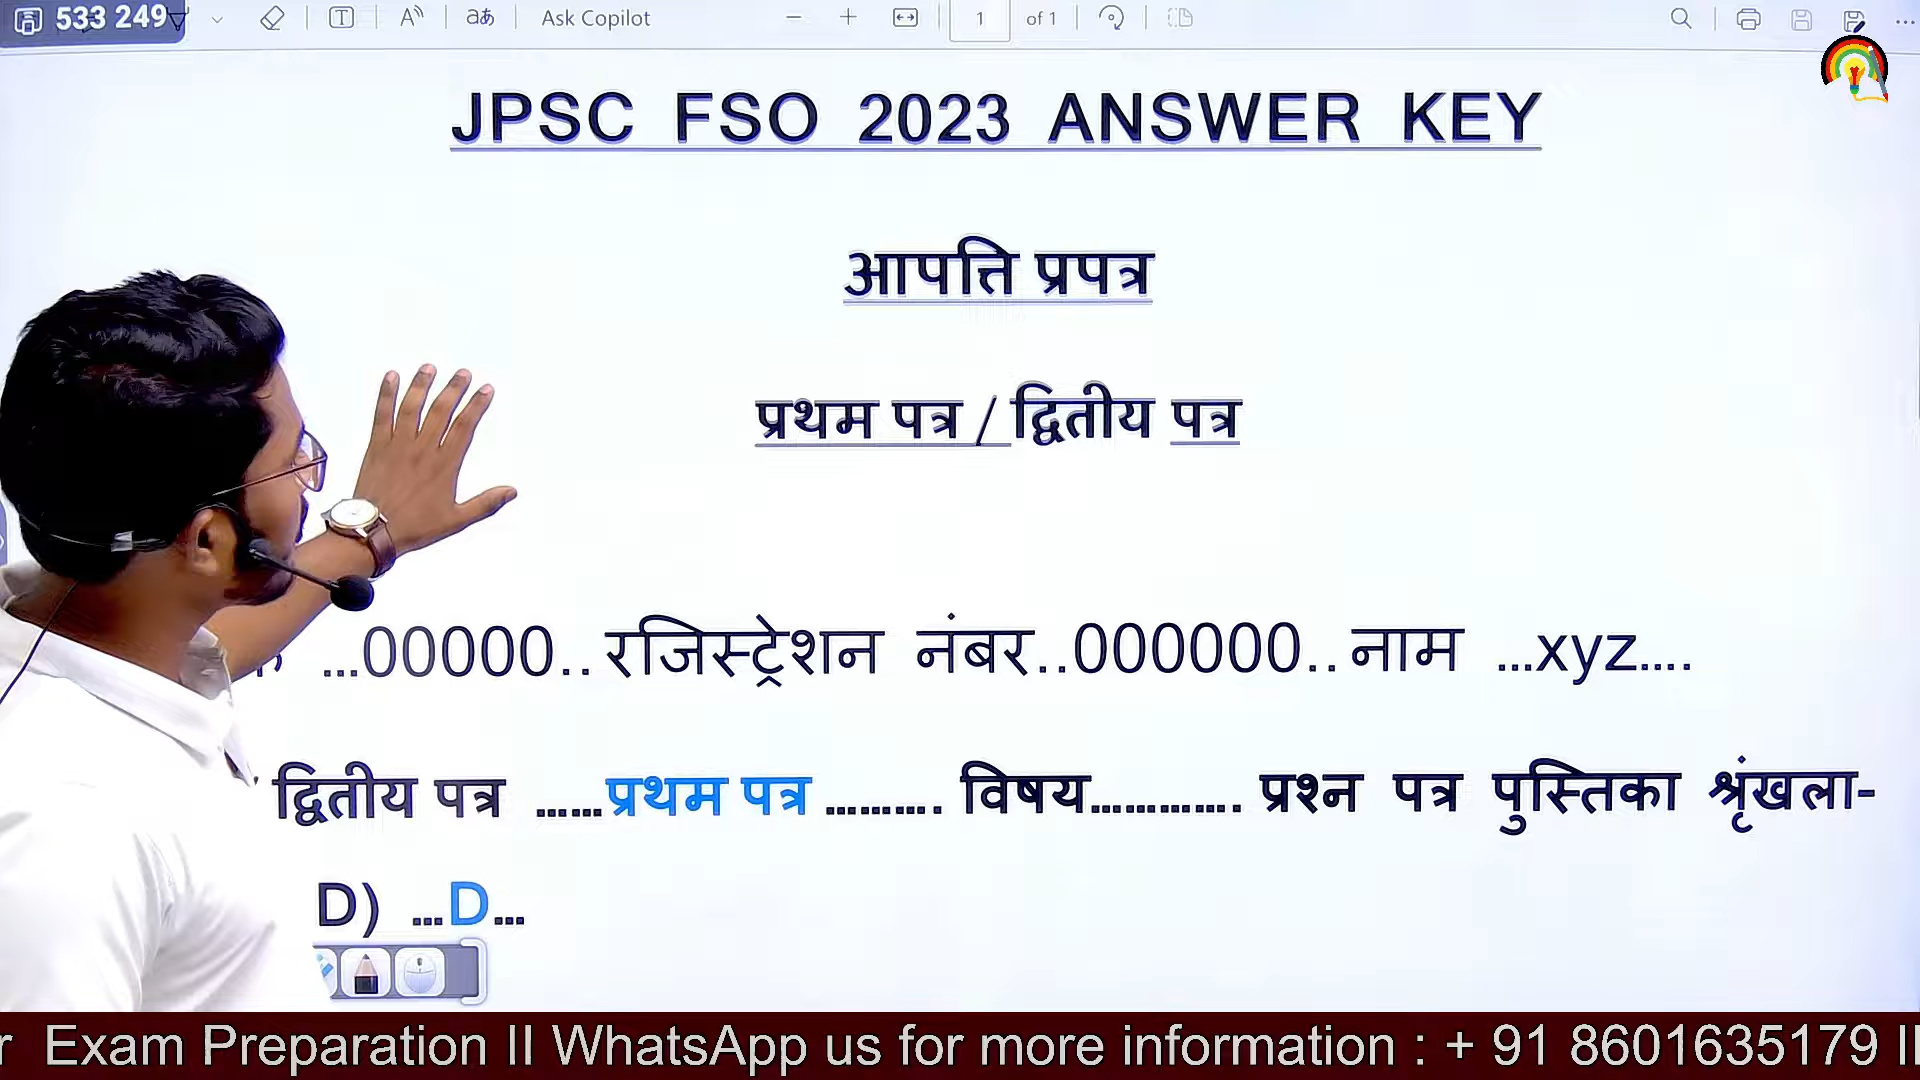 533 249
Ask Copilot 1 of 1
JPSC FSO 2023 ANSWER KEY
आपत्ति प्रपत्र
प्रथम पत्र / द्वितीय पत्र
...00000..रजिस्ट्रेशन नंबर..000000..नाम ...xyz....
द्वितीय पत्र ......प्रथम पत्र .......... विषय.............. प्रश्न पत्र पुस्तिका श्रृंखला-
D) ...D...
Exam Preparation II WhatsApp us for more information : + 91 8601635179 II